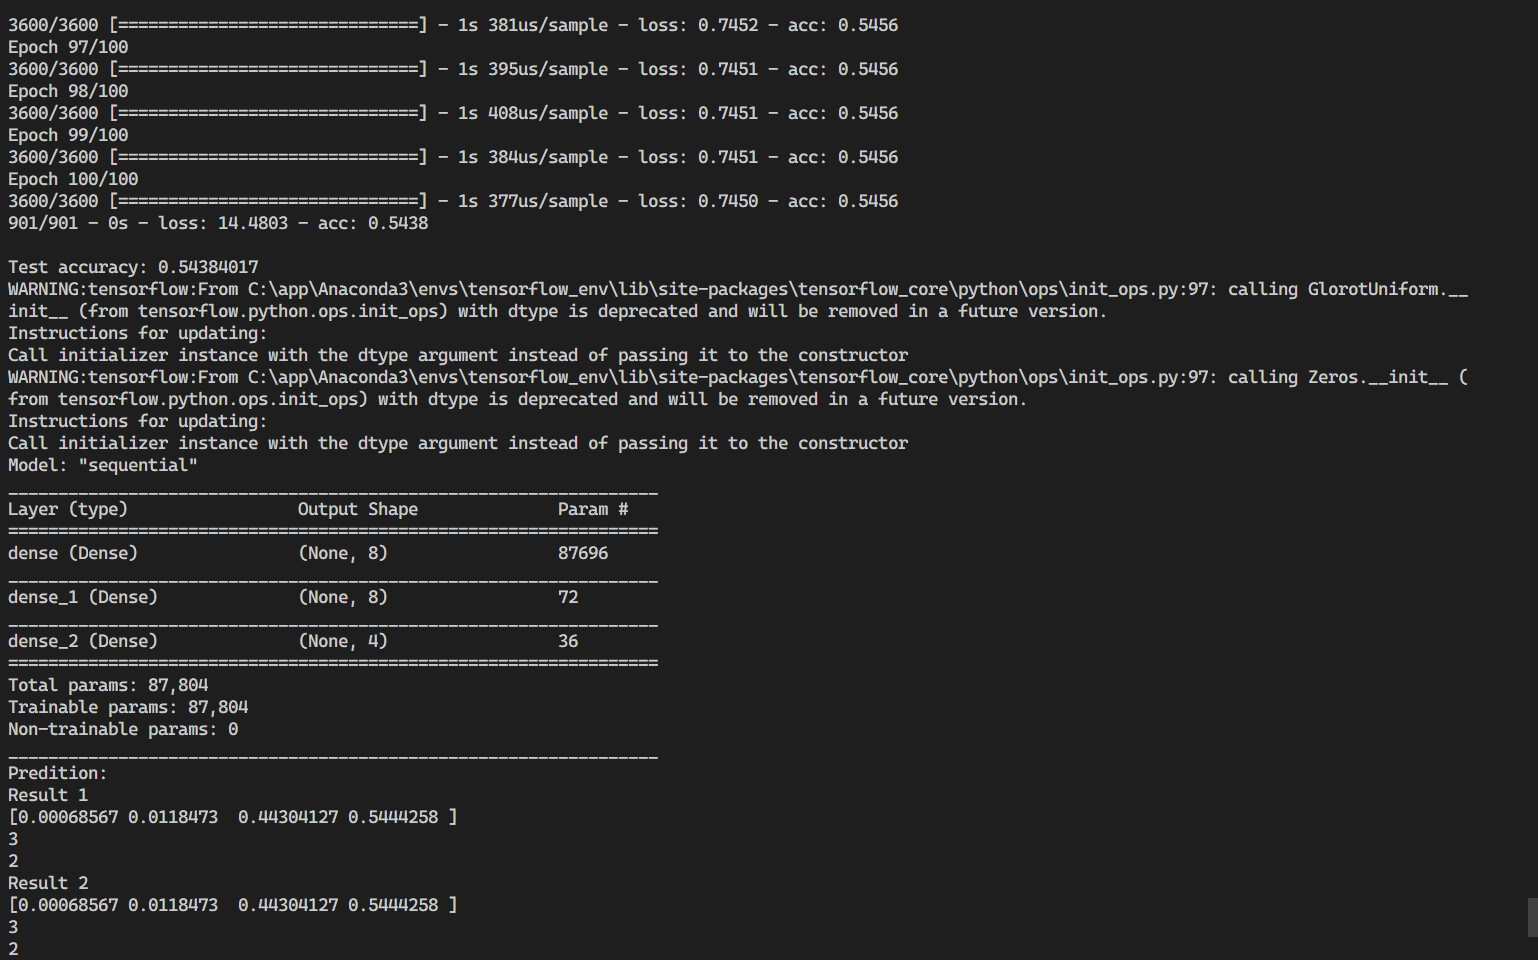 3600/3600 [==============================] - 1s 381us/sample - loss: 0.7452 - acc: 0.5456
Epoch 97/100
3600/3600 [==============================] - 1s 395us/sample - loss: 0.7451 - acc: 0.5456
Epoch 98/100
3600/3600 [==============================] - 1s 408us/sample - loss: 0.7451 - acc: 0.5456
Epoch 99/100
3600/3600 [==============================] - 1s 384us/sample - loss: 0.7451 - acc: 0.5456
Epoch 100/100
3600/3600 [==============================] - 1s 377us/sample - loss: 0.7450 - acc: 0.5456
901/901 - 0s - loss: 14.4803 - acc: 0.5438
Test accuracy: 0.54384017
WARNING:tensorflow:From C:\app\Anaconda3\envs\tensorflow_env\lib\site-packages\tensorflow_core\python\ops\init_ops.py:97: calling GlorotUniform.__
init__ (from tensorflow.python.ops.init_ops) with dtype is deprecated and will be removed in a future version.
Instructions for updating:
Call initializer instance with the dtype argument instead of passing it to the constructor
WARNING:tensorflow:From C:\app\Anaconda3\envs\tensorflow_env\lib\site-packages\tensorflow_core\python\ops\init_ops.py:97: calling Zeros.__init__ (
from tensorflow.python.ops.init_ops) with dtype is deprecated and will be removed in a future version.
Instructions for updating:
Call initializer instance with the dtype argument instead of passing it to the constructor
Model: "sequential"
_________________________________________________________________
Layer (type)                 Output Shape              Param #
=================================================================
dense (Dense)                (None, 8)                 87696
_________________________________________________________________
dense_1 (Dense)              (None, 8)                 72
_________________________________________________________________
dense_2 (Dense)              (None, 4)                 36
=================================================================
Total params: 87,804
Trainable params: 87,804
Non-trainable params: 0
_________________________________________________________________
Predition:
Result 1
[0.00068567 0.0118473  0.44304127 0.5444258 ]
3
2
Result 2
[0.00068567 0.0118473  0.44304127 0.5444258 ]
3
2